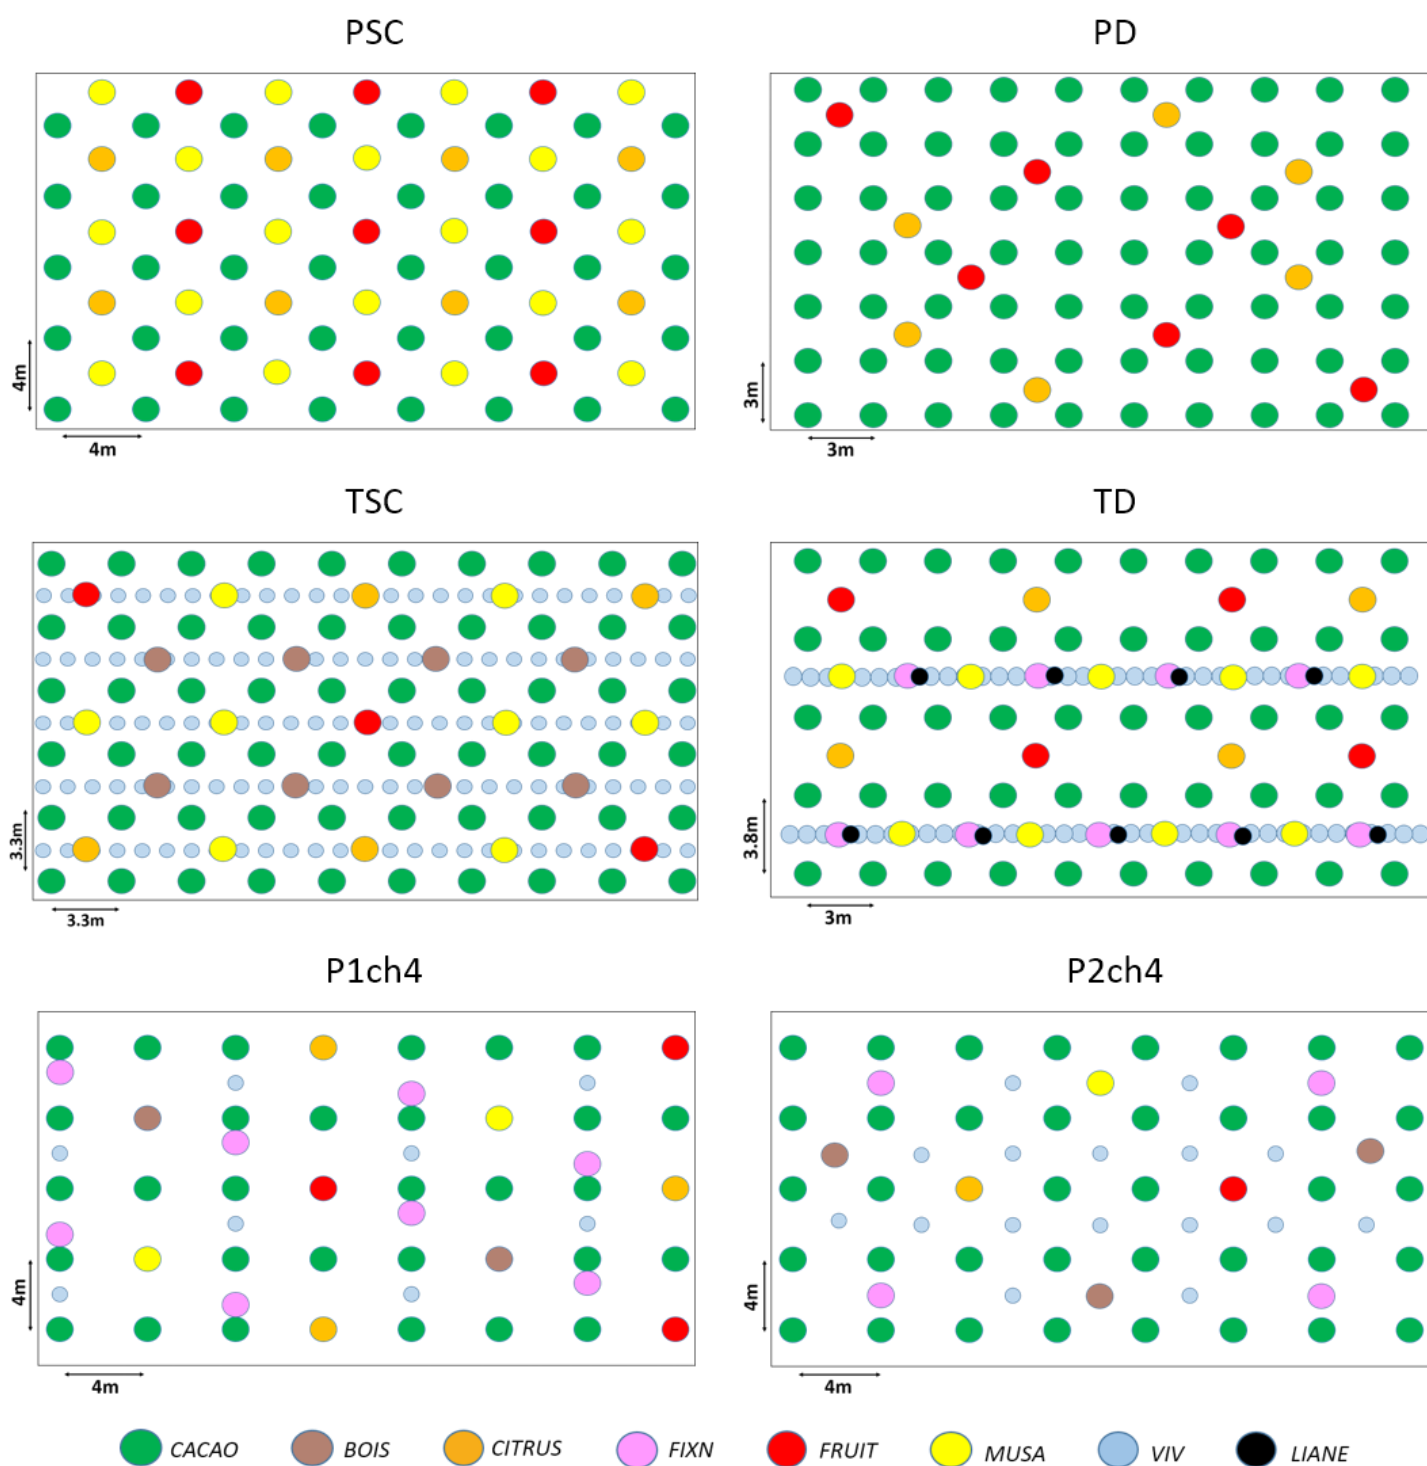 PSC
PD
4m
4m
3m
3m
TSC
TD
3.3m
3.3m
3.8m
3m
P1ch4
P2ch4
4m
4m
4m
4m
CACAO BOIS CITRUS FIXN FRUIT MUSA VIV LIANE